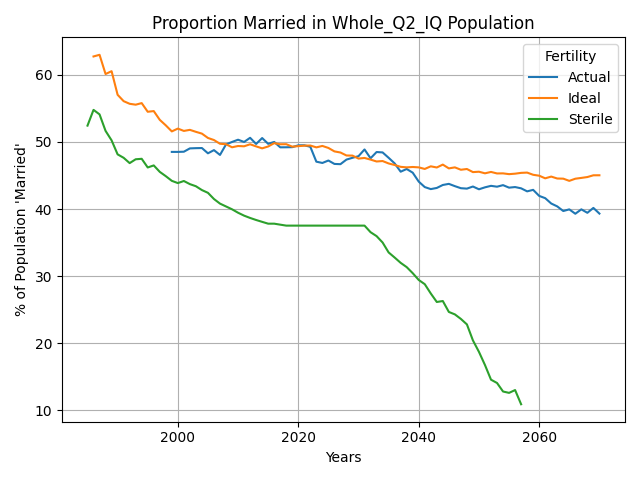 Proportion Married in Whole_Q2_IQ Population
% of Population 'Married'
60
50
40
30
20
10
Fertility
Actual
Ideal
Sterile
2000
2020
2040
2060
Years